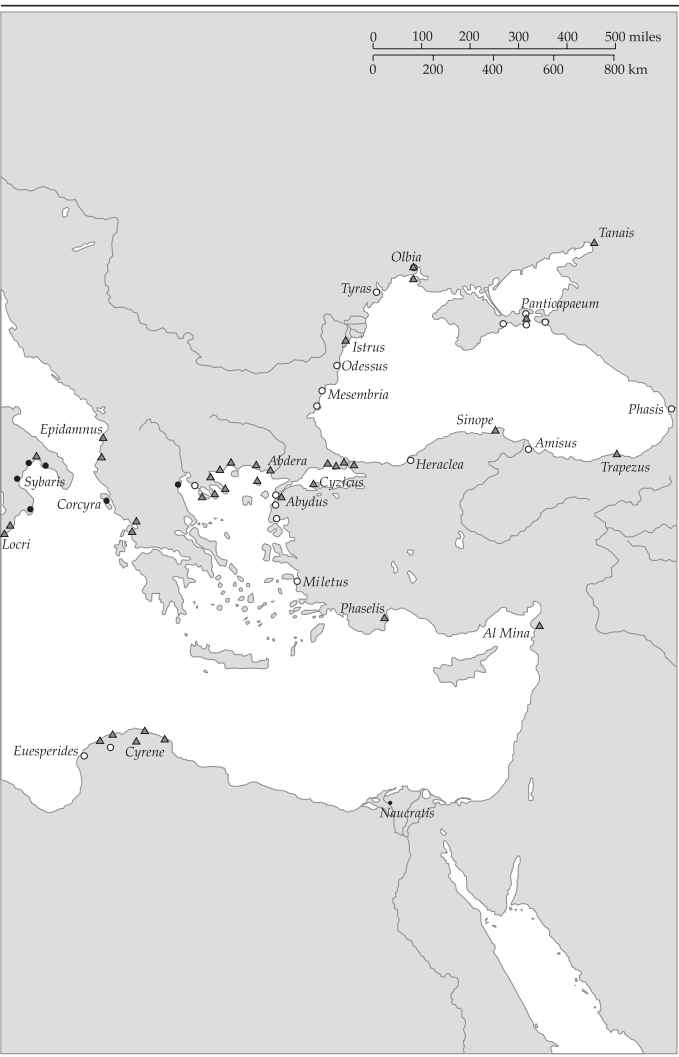 0 100 200 300 400 500 miles
0 200 400 600 800 km
Tanais
Olbia
Tyras
Panticapaeum
Istrus
Odessus
Mesembria
Phasis
Sinope
Epidamnus
Amisus
Abdera
Heraclea
Trapezus
Sybaris
Cyzicus
Corcyra
Abydus
Locri
Miletus
Phaselis
Al Mina
Euesperides
Cyrene
Naucratis